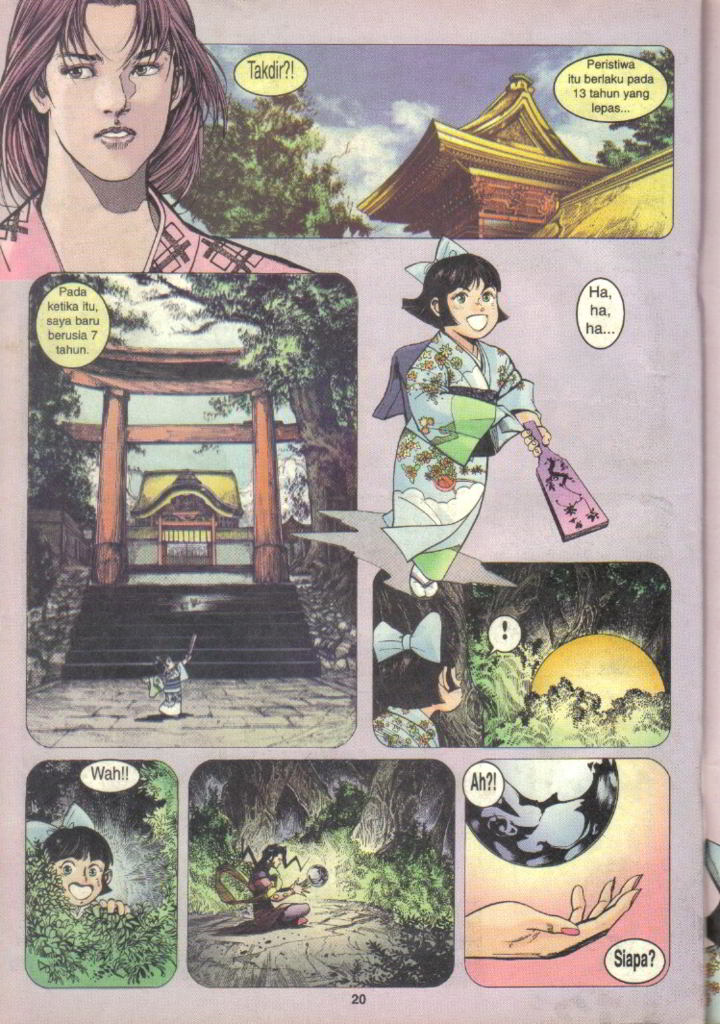 Takdir?!
Peristiwa
itu berlaku pada
13 tahun yang
lepas...
Pada
ketika itu,
saya baru
berusia 7
tahun.
Ha,
ha,
ha...
!
Wah!!
Ah?!
Siapa?
20